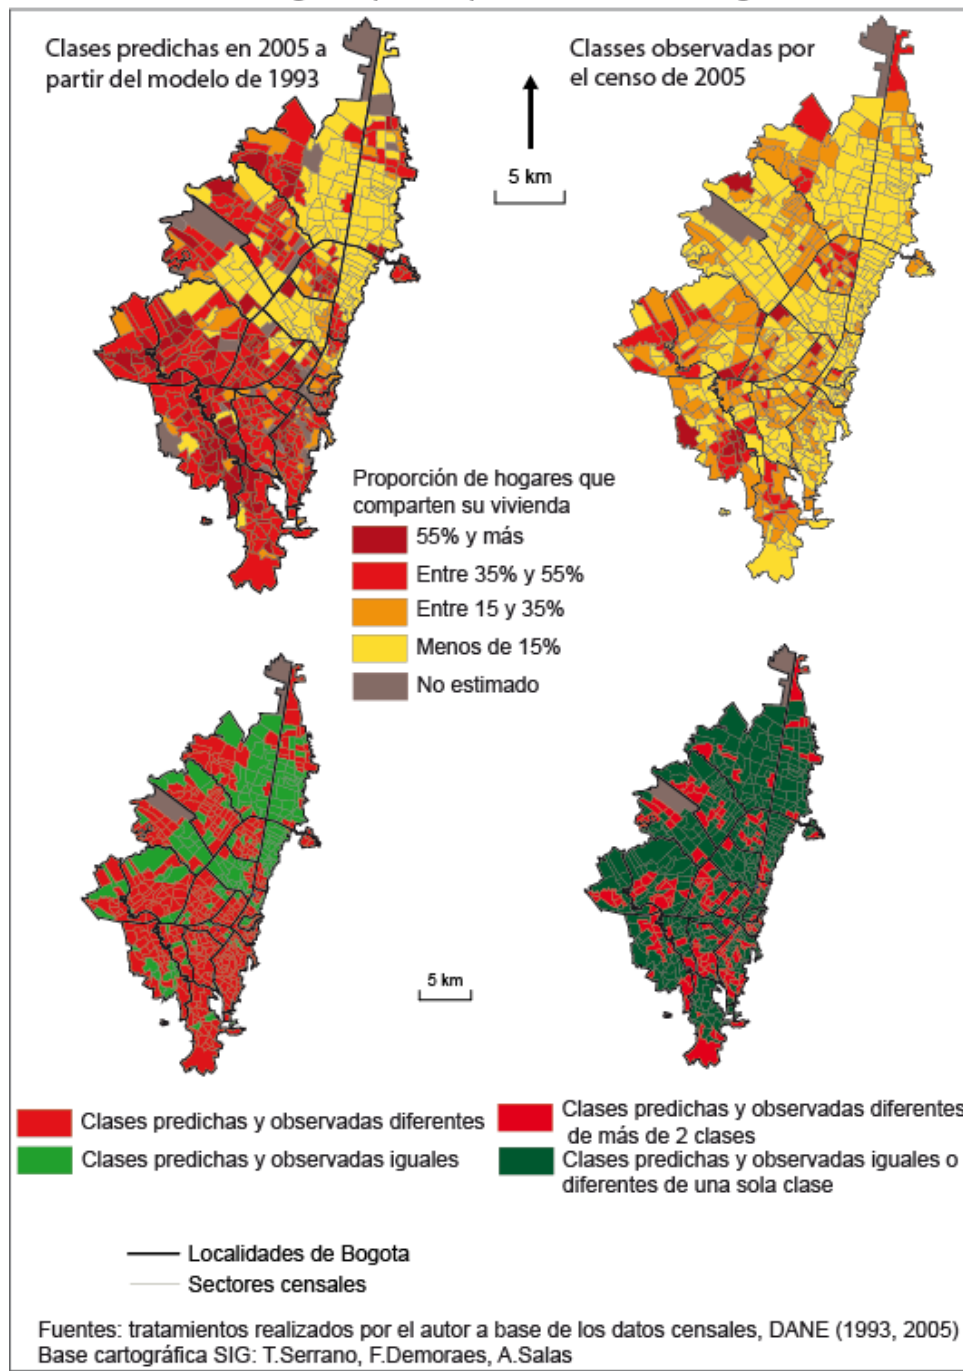 Clases predichas en 2005 a
partir del modelo de 1993
Classes observadas por
el censo de 2005
5 km
Proporción de hogares que
comparten su vivienda
55% y más
Entre 35% y 55%
Entre 15 y 35%
Menos de 15%
No estimado
5 km
Clases predichas y observadas diferentes
Clases predichas y observadas iguales
Clases predichas y observadas diferentes
de más de 2 clases
Clases predichas y observadas iguales o
diferentes de una sola clase
Localidades de Bogota
Sectores censales
Fuentes: tratamientos realizados por el autor a base de los datos censales, DANE (1993, 2005)
Base cartográfica SIG: T.Serrano, F.Demoraes, A.Salas